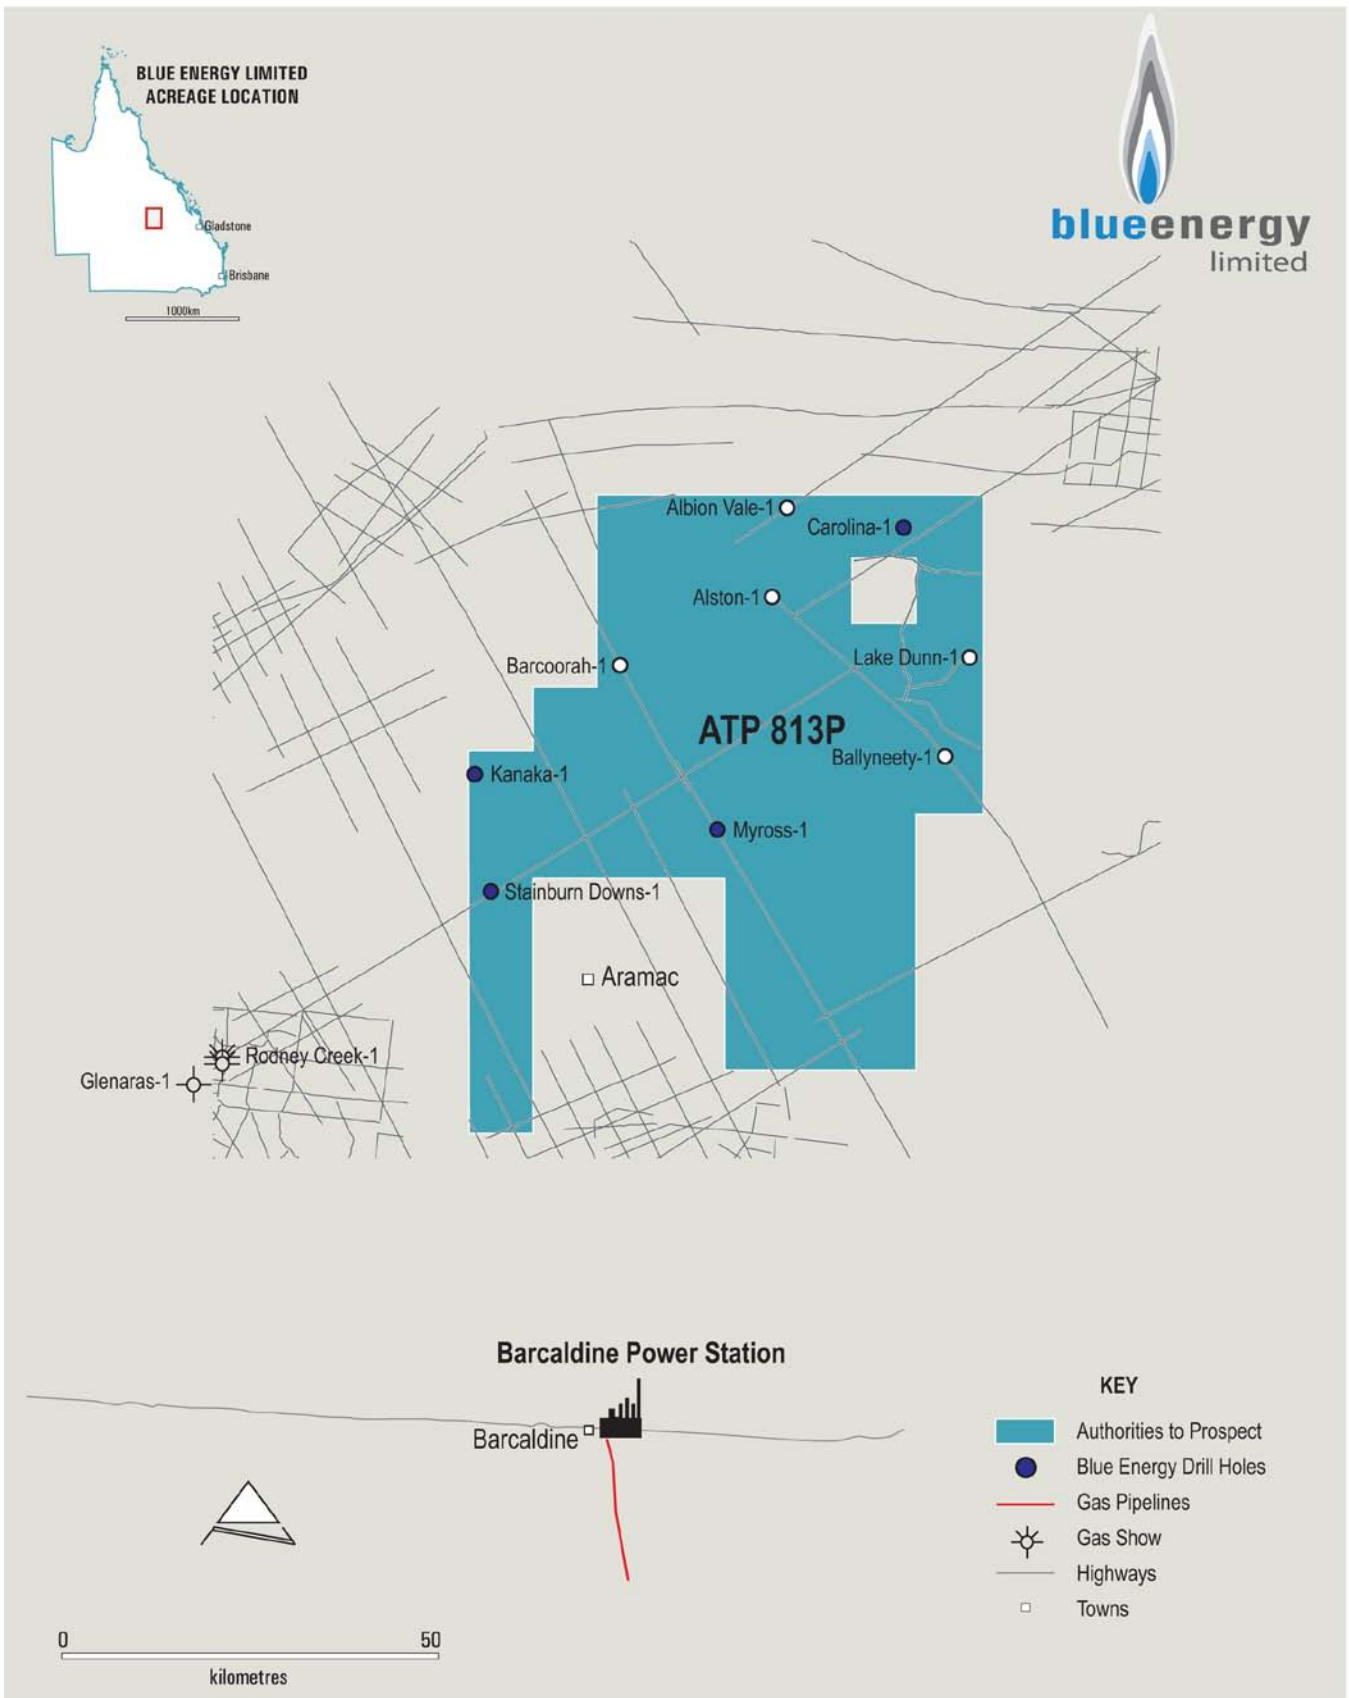 BLUE ENERGY LIMITED
ACREAGE LOCATION
Gladstone
Brisbane
1000km
blueenergy
limited
Albion Vale-1
Carolina-1
Alston-1
Barcoorah-1
Lake Dunn-1
ATP 813P
Ballyneety-1
Kanaka-1
Myross-1
Stainburn Downs-1
Aramac
Rodney Creek-1
Glenaras-1
Barcaldine Power Station
Barcaldine
KEY
Authorities to Prospect
Blue Energy Drill Holes
Gas Pipelines
Gas Show
Highways
Towns
0 50
kilometres